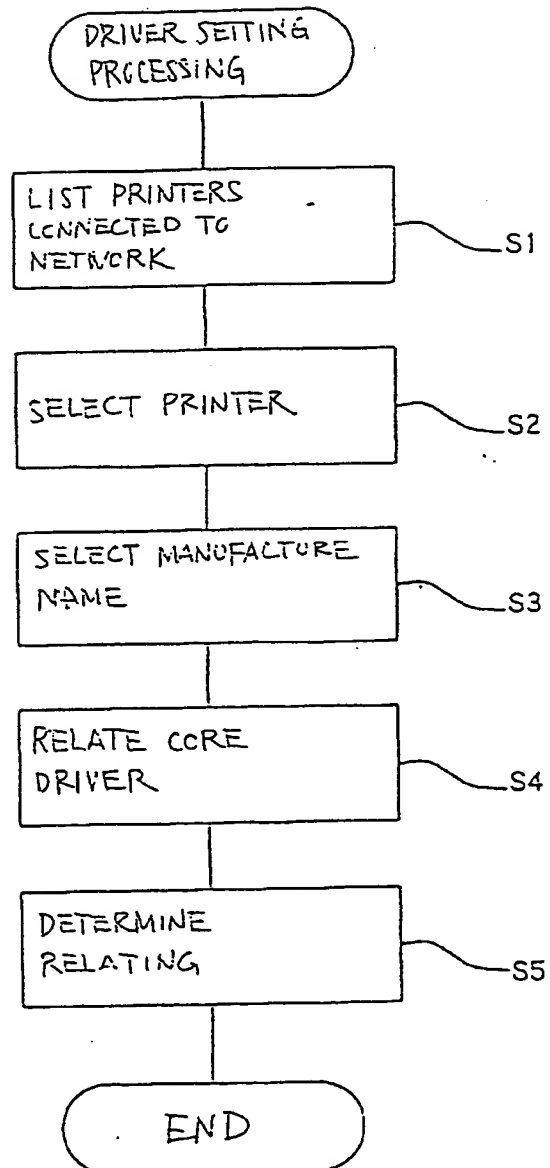 DRIVER SETTING
PROCESSING
LIST PRINTERS
CONNECTED TO
NETWORK
S1
SELECT PRINTER
S2
SELECT MANUFACTURE
NAME
S3
RELATE CORE
DRIVER
S4
DETERMINE
RELATING
S5
END